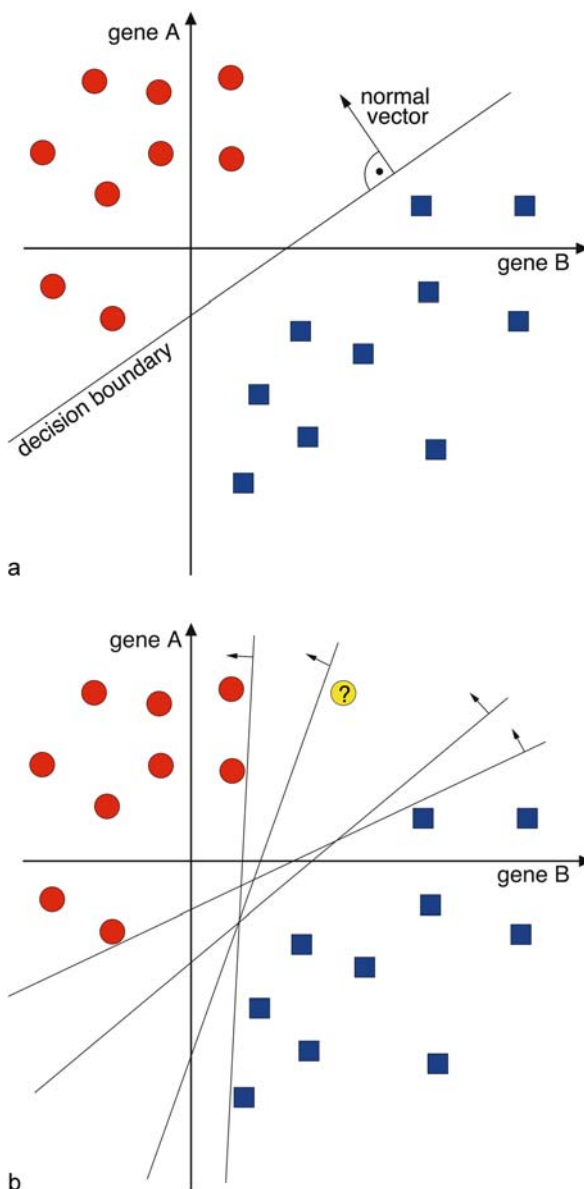 gene A
normal
vector
gene B
decision boundary
a
gene A
?
gene B
b